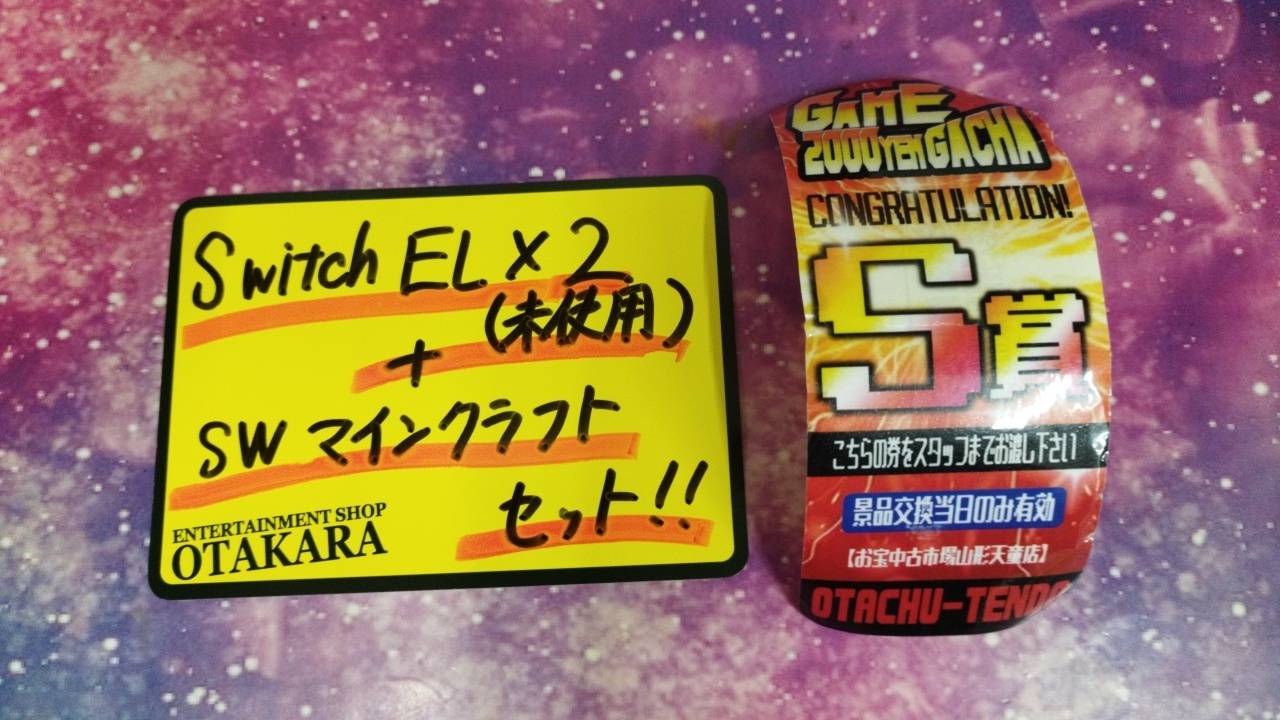 Switch EL × 2
(未使用)
+
SW マインクラフト
セット!!
ENTERTAINMENT SHOP
OTAKARA
GAME
2000YEN GACHA
CONGRATULATION!
S賞
こちらの券をスタッフまでお渡し下さい
景品交換当日のみ有効
【お宝中古市場山形天童店】
OTACHU-TENDO